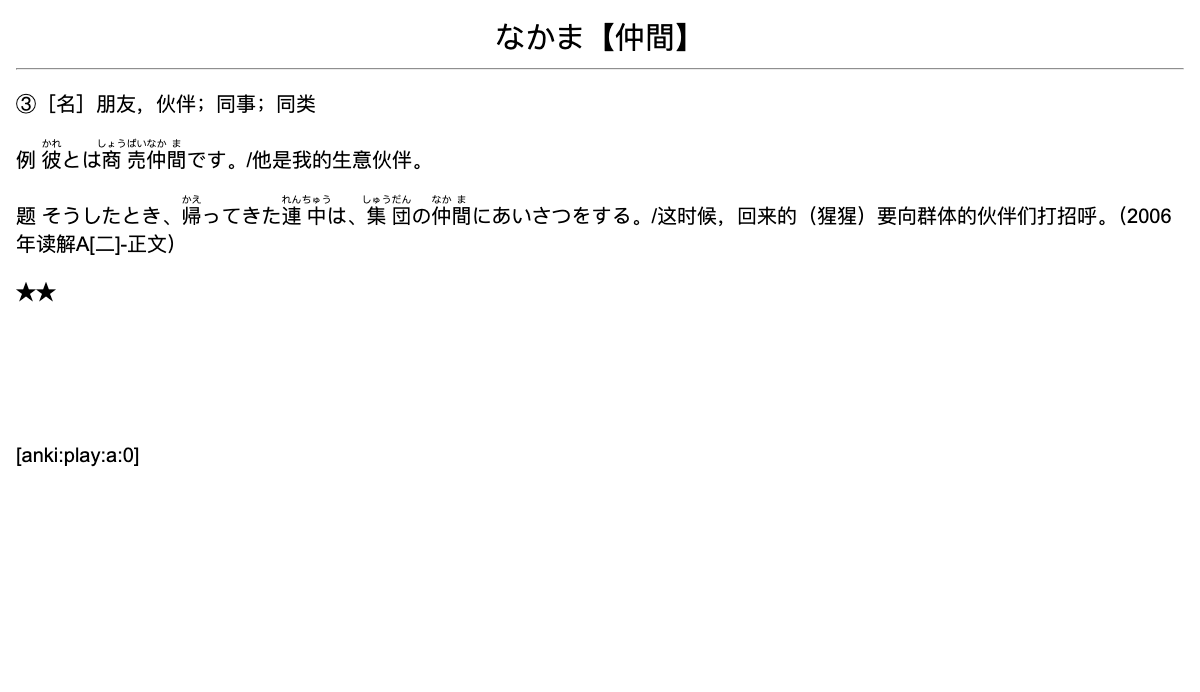 なかま【仲間】
③［名］朋友，伙伴；同事；同类
例 彼とは商売仲間です。/他是我的生意伙伴。
かれ しょうばいなかま
题 そうしたとき、帰ってきた連中は、集団の仲間にあいさつをする。/这时候，回来的（猩猩）要向群体的伙伴们打招呼。（2006
かえ れんちゅう しゅうだん なかま
年读解A[二]-正文）
★★
[anki:play:a:0]